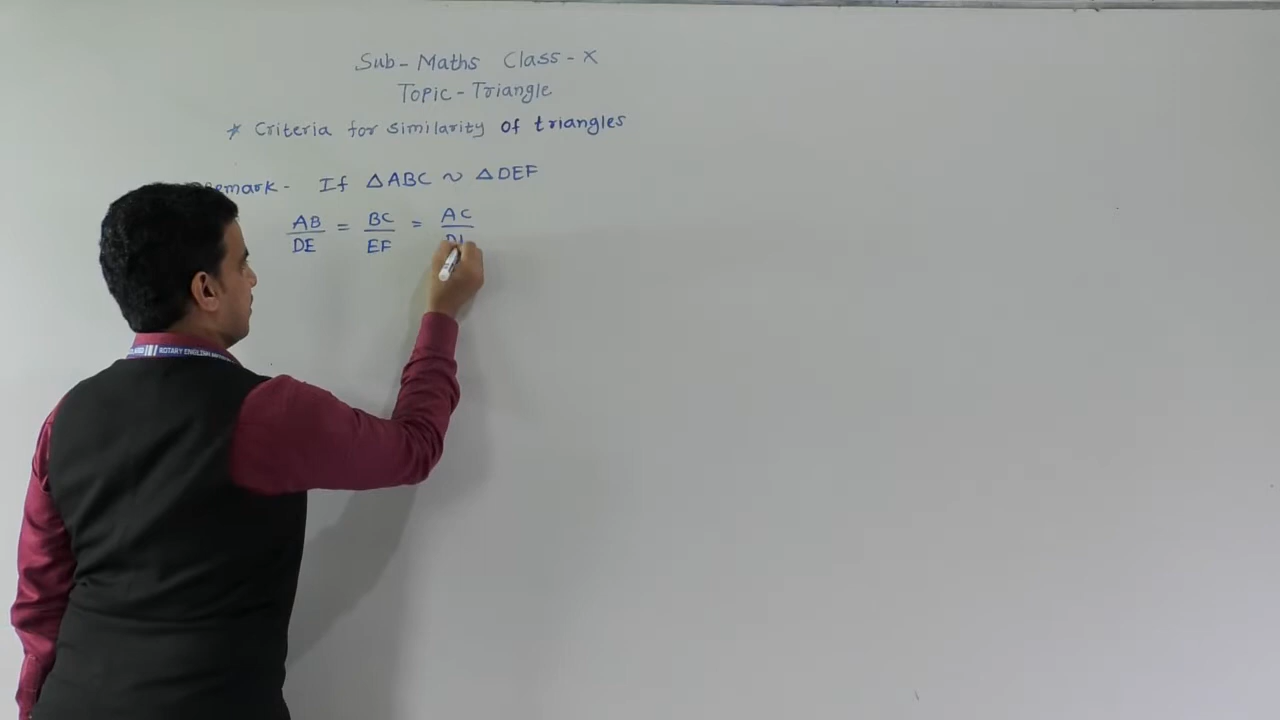 Sub- Maths Class - X
Topic - Triangle
* Criteria for similarity of triangles
If △ABC ~ △DEF
AB/DE = BC/EF = AC/
ROTARY ENGLISH